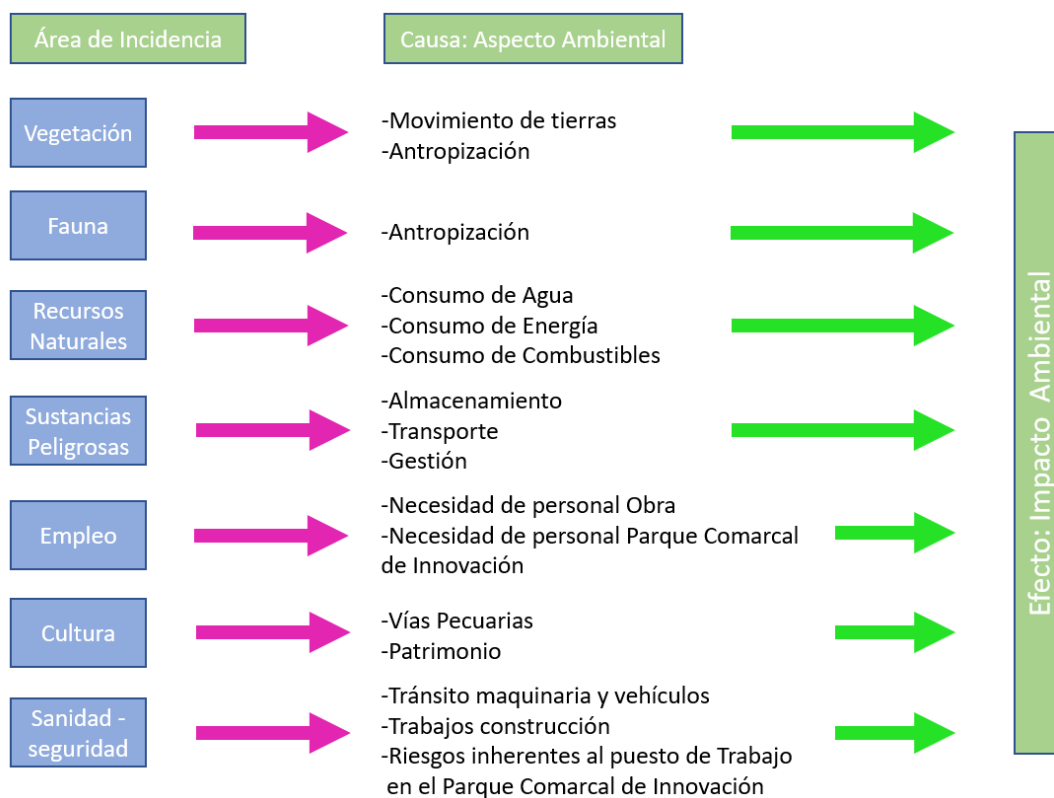 Área de Incidencia
Causa: Aspecto Ambiental
Vegetación
-Movimiento de tierras
-Antropización
Fauna
-Antropización
Recursos
Naturales
-Consumo de Agua
-Consumo de Energía
-Consumo de Combustibles
Sustancias
Peligrosas
-Almacenamiento
-Transporte
-Gestión
Empleo
-Necesidad de personal Obra
-Necesidad de personal Parque Comarcal
de Innovación
Cultura
-Vías Pecuarias
-Patrimonio
Sanidad -
seguridad
-Tránsito maquinaria y vehículos
-Trabajos construcción
-Riesgos inherentes al puesto de Trabajo
en el Parque Comarcal de Innovación
Efecto: Impacto Ambiental